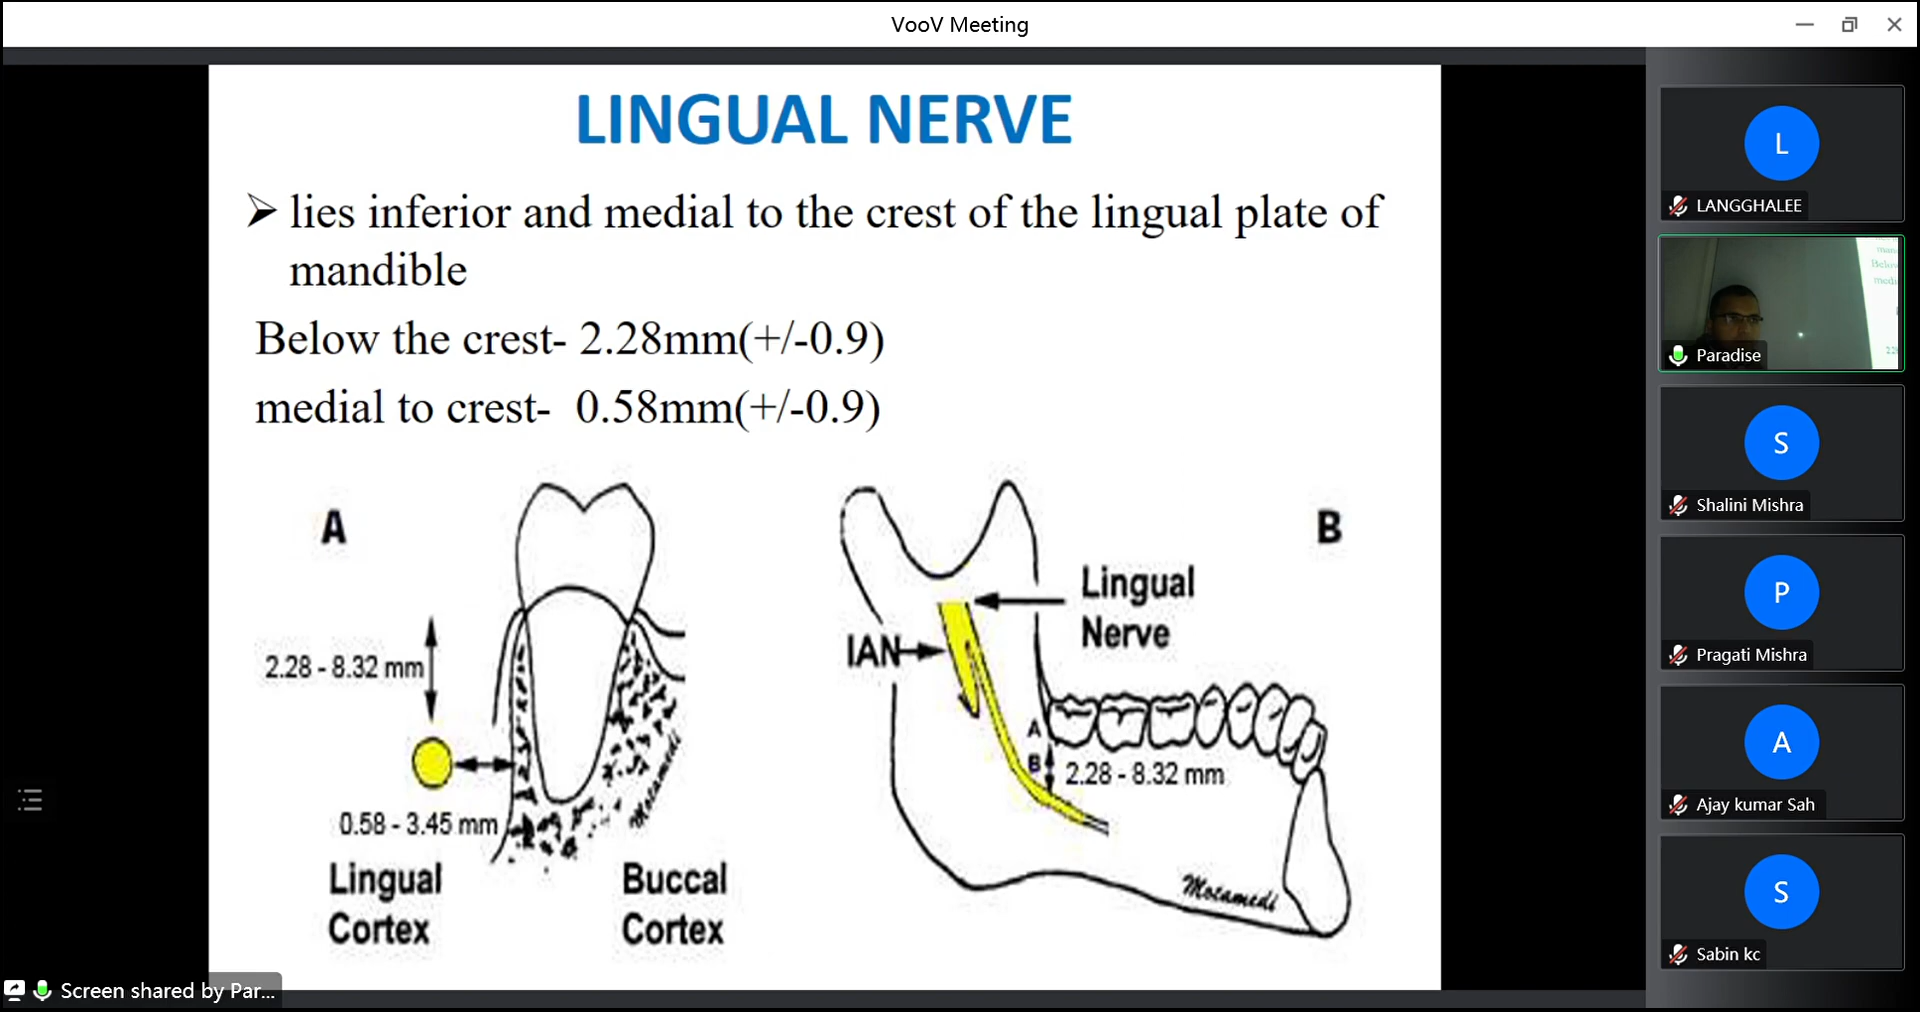 VooV Meeting
LINGUAL NERVE
➢ lies inferior and medial to the crest of the lingual plate of
mandible
Below the crest- 2.28mm(+/-0.9)
medial to crest- 0.58mm(+/-0.9)
A
2.28 - 8.32 mm
0.58 - 3.45 mm
Lingual
Cortex
Buccal
Cortex
Motamedi
B
Lingual
Nerve
IAN
A
B
2.28 - 8.32 mm
Motamedi
Screen shared by Par...
L
LANGGHALEE
Paradise
S
Shalini Mishra
P
Pragati Mishra
A
Ajay kumar Sah
S
Sabin kc